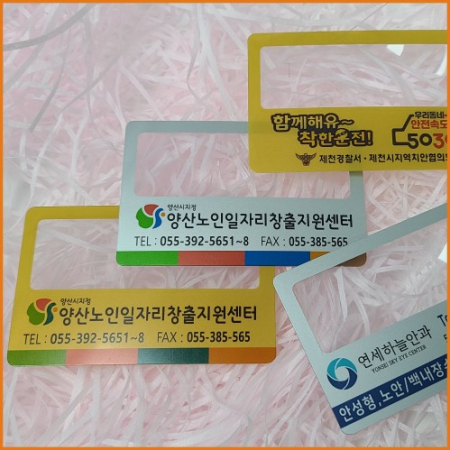 함께해유~
착한운전!
우리동네
안전속도
5030
제천경찰서·제천시지역치안협의
양산시지정
양산노인일자리창출지원센터
TEL : 055-392-5651~8 FAX : 055-385-565
양산시지정
양산노인일자리창출지원센터
TEL : 055-392-5651~8 FAX : 055-385-565
연세하늘안과
YONSEI SKY EYE CENTER
안성형,노안/백내장